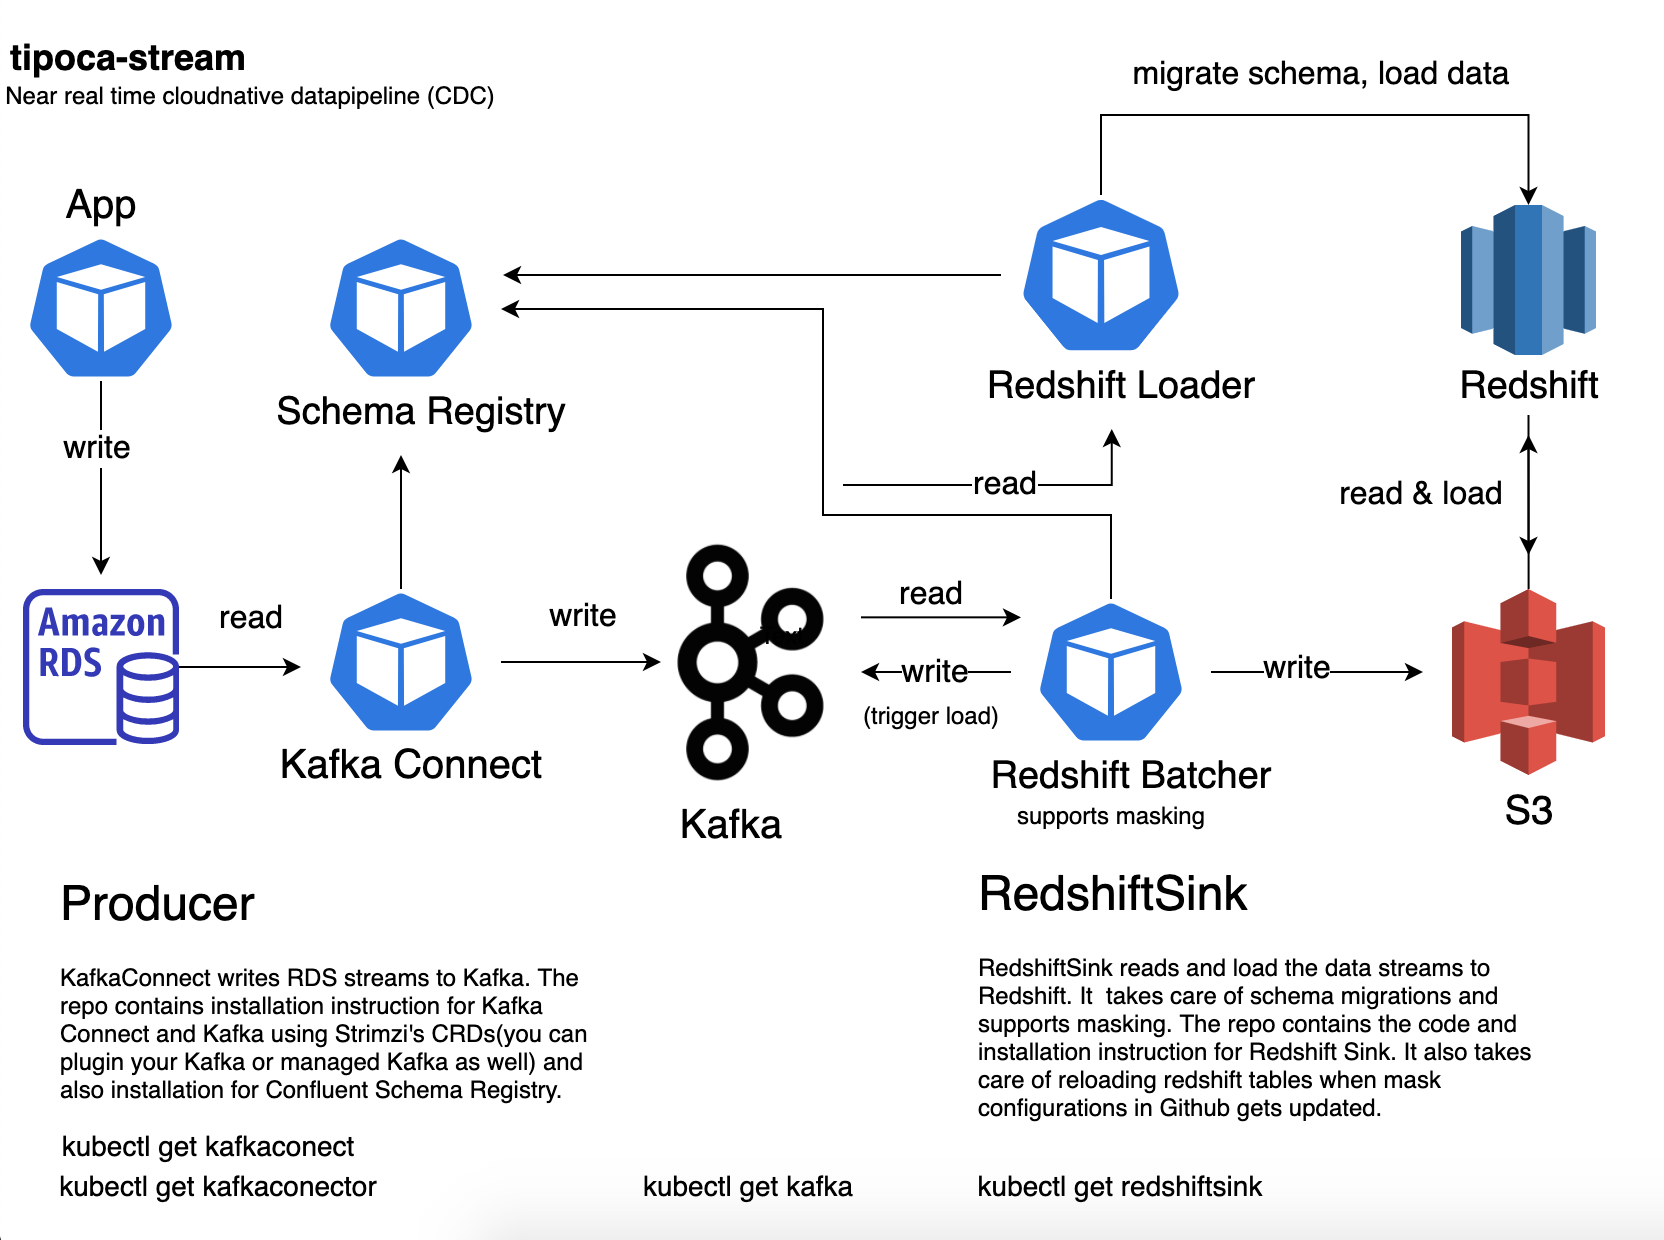 tipoca-stream
Near real time cloudnative datapipeline (CDC)
migrate schema, load data
App
Schema Registry
Redshift Loader
Redshift
write
read
read & load
Amazon
RDS
read
write
read
write
(trigger load)
write
Kafka Connect
Kafka
Redshift Batcher
supports masking
S3
Producer
KafkaConnect writes RDS streams to Kafka. The
repo contains installation instruction for Kafka
Connect and Kafka using Strimzi's CRDs(you can
plugin your Kafka or managed Kafka as well) and
also installation for Confluent Schema Registry.
kubectl get kafkaconect
kubectl get kafkaconector
kubectl get kafka
RedshiftSink
RedshiftSink reads and load the data streams to
Redshift. It  takes care of schema migrations and
supports masking. The repo contains the code and
installation instruction for Redshift Sink. It also takes
care of reloading redshift tables when mask
configurations in Github gets updated.
kubectl get redshiftsink